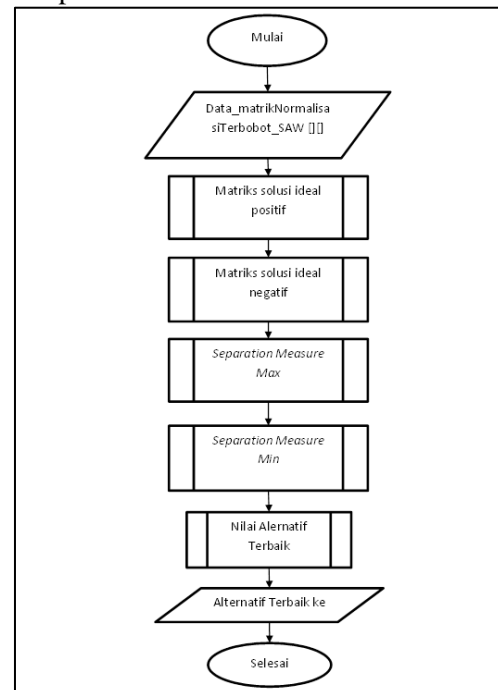 Mulai
Data_matrikNormalisa
siTerbobot_SAW [][]
Matriks solusi ideal
positif
Matriks solusi ideal
negatif
Separation Measure
Max
Separation Measure
Min
Nilai Alernatif
Terbaik
Alternatif Terbaik ke
Selesai